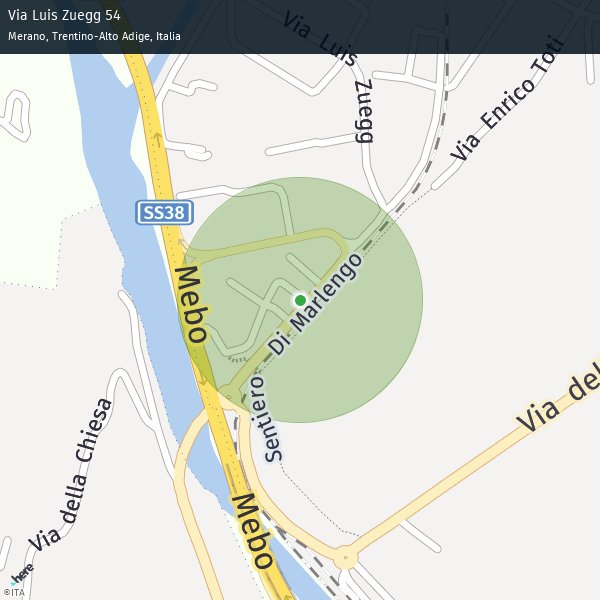 Via Luis Zuegg 54
Merano, Trentino-Alto Adige, Italia
Via Luis
Zuegg
Via Enrico Toti
SS38
Mebo
Di Marlengo
Sentiero
Via del
Via della Chiesa
Mebo
here
©ITA